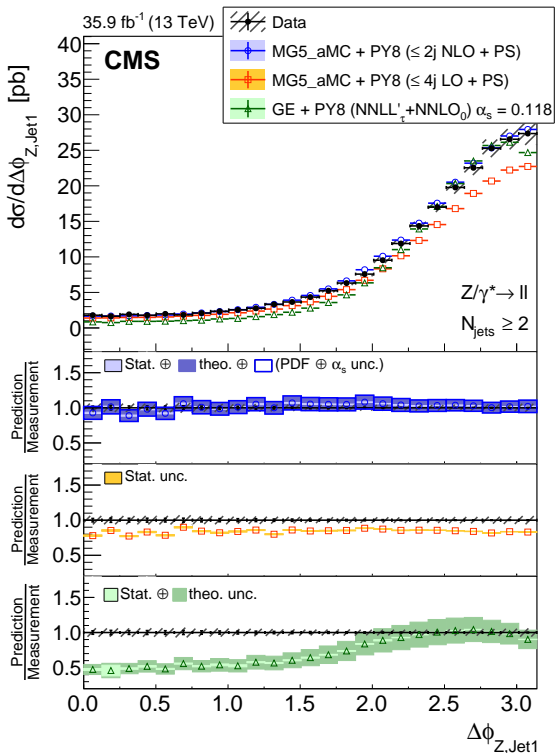 35.9 fb⁻¹ (13 TeV)
CMS
Data
MG5_aMC + PY8 (≤ 2j NLO + PS)
MG5_aMC + PY8 (≤ 4j LO + PS)
GE + PY8 (NNLL'τ+NNLO₀) αs = 0.118
dσ/dΔϕZ,Jet1 [pb]
40
35
30
25
20
15
10
5
0
Z/γ*→ ll
Njets ≥ 2
Prediction
Measurement
1.5
1.0
0.5
Stat. ⊕ theo. ⊕ (PDF ⊕ αs unc.)
Prediction
Measurement
1.5
1.0
0.5
Stat. unc.
Prediction
Measurement
1.5
1.0
0.5
Stat. ⊕ theo. unc.
0.0 0.5 1.0 1.5 2.0 2.5 3.0
ΔϕZ,Jet1